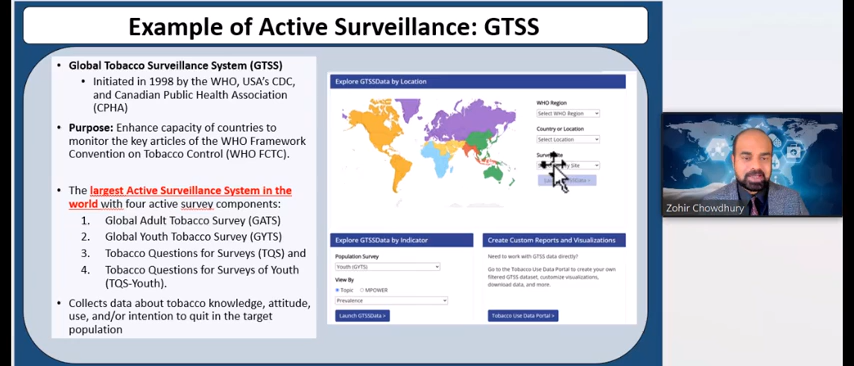 Example of Active Surveillance: GTSS
• Global Tobacco Surveillance System (GTSS)
• Initiated in 1998 by the WHO, USA's CDC,
and Canadian Public Health Association
(CPHA)
• Purpose: Enhance capacity of countries to
monitor the key articles of the WHO Framework
Convention on Tobacco Control (WHO FCTC).
• The largest Active Surveillance System in the
world with four active survey components:
1. Global Adult Tobacco Survey (GATS)
2. Global Youth Tobacco Survey (GYTS)
3. Tobacco Questions for Surveys (TQS) and
4. Tobacco Questions for Surveys of Youth
(TQS-Youth).
• Collects data about tobacco knowledge, attitude,
use, and/or intention to quit in the target
population
Explore GTSSData by Location
WHO Region
Select WHO Region
Country or Location
Select Location
Site
Explore GTSSData by Indicator
Population Survey
Youth (GYTS)
View By
Topic MPOWER
Prevalence
Launch GTSSData >
Create Custom Reports and Visualizations
Need to work with GTSS data directly?
Go to the Tobacco Use Data Portal to create your own
filtered GTSS dataset, customize visualizations,
download data, and more.
Tobacco Use Data Portal >
Zohir Chowdhury